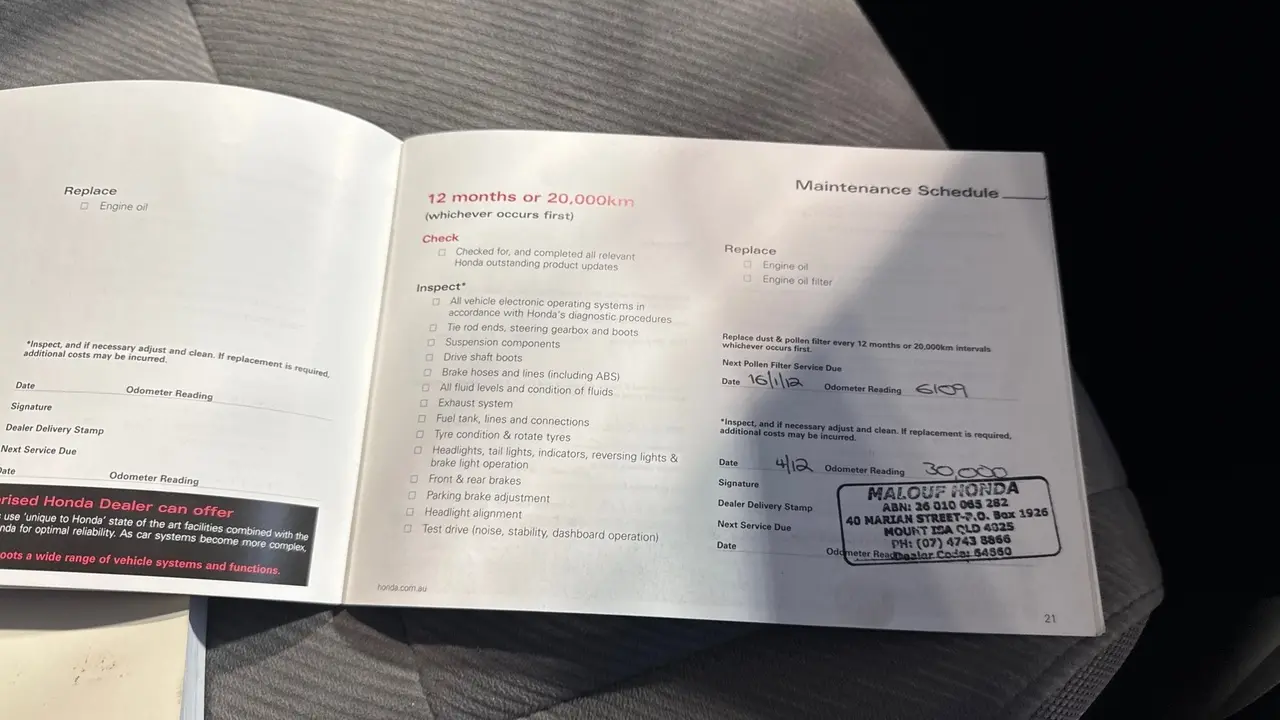 Replace
Engine oil
*Inspect, and if necessary adjust and clean. If replacement is required,
additional costs may be incurred.
Date Odometer Reading
Signature
Dealer Delivery Stamp
Next Service Due
ate Odometer Reading
rised Honda Dealer can offer
use 'unique to Honda' state of the art facilities combined with the
nda for optimal reliability. As car systems become more complex,
oots a wide range of vehicle systems and functions.
Maintenance Schedule
12 months or 20,000km
(whichever occurs first)
Check
Checked for, and completed all relevant
Honda outstanding product updates
Inspect*
All vehicle electronic operating systems in
accordance with Honda's diagnostic procedures
Tie rod ends, steering gearbox and boots
Suspension components
Drive shaft boots
Brake hoses and lines (including ABS)
All fluid levels and condition of fluids
Exhaust system
Fuel tank, lines and connections
Tyre condition & rotate tyres
Headlights, tail lights, indicators, reversing lights &
brake light operation
Front & rear brakes
Parking brake adjustment
Headlight alignment
Test drive (noise, stability, dashboard operation)
honda.com.au
Replace
Engine oil
Engine oil filter
Replace dust & pollen filter every 12 months or 20,000km intervals
whichever occurs first.
Next Pollen Filter Service Due
Date 16/1/12 Odometer Reading 6109
*Inspect, and if necessary adjust and clean. If replacement is required,
additional costs may be incurred.
Date 4/12 Odometer Reading 30,000
Signature
Dealer Delivery Stamp
Next Service Due
Date Odometer Read
MALOUF HONDA
ABN: 26 010 065 282
40 MARIAN STREET-P.O. Box 1926
MOUNT ISA QLD 4825
PH: (07) 4743 8866
Dealer Code: 54560
21